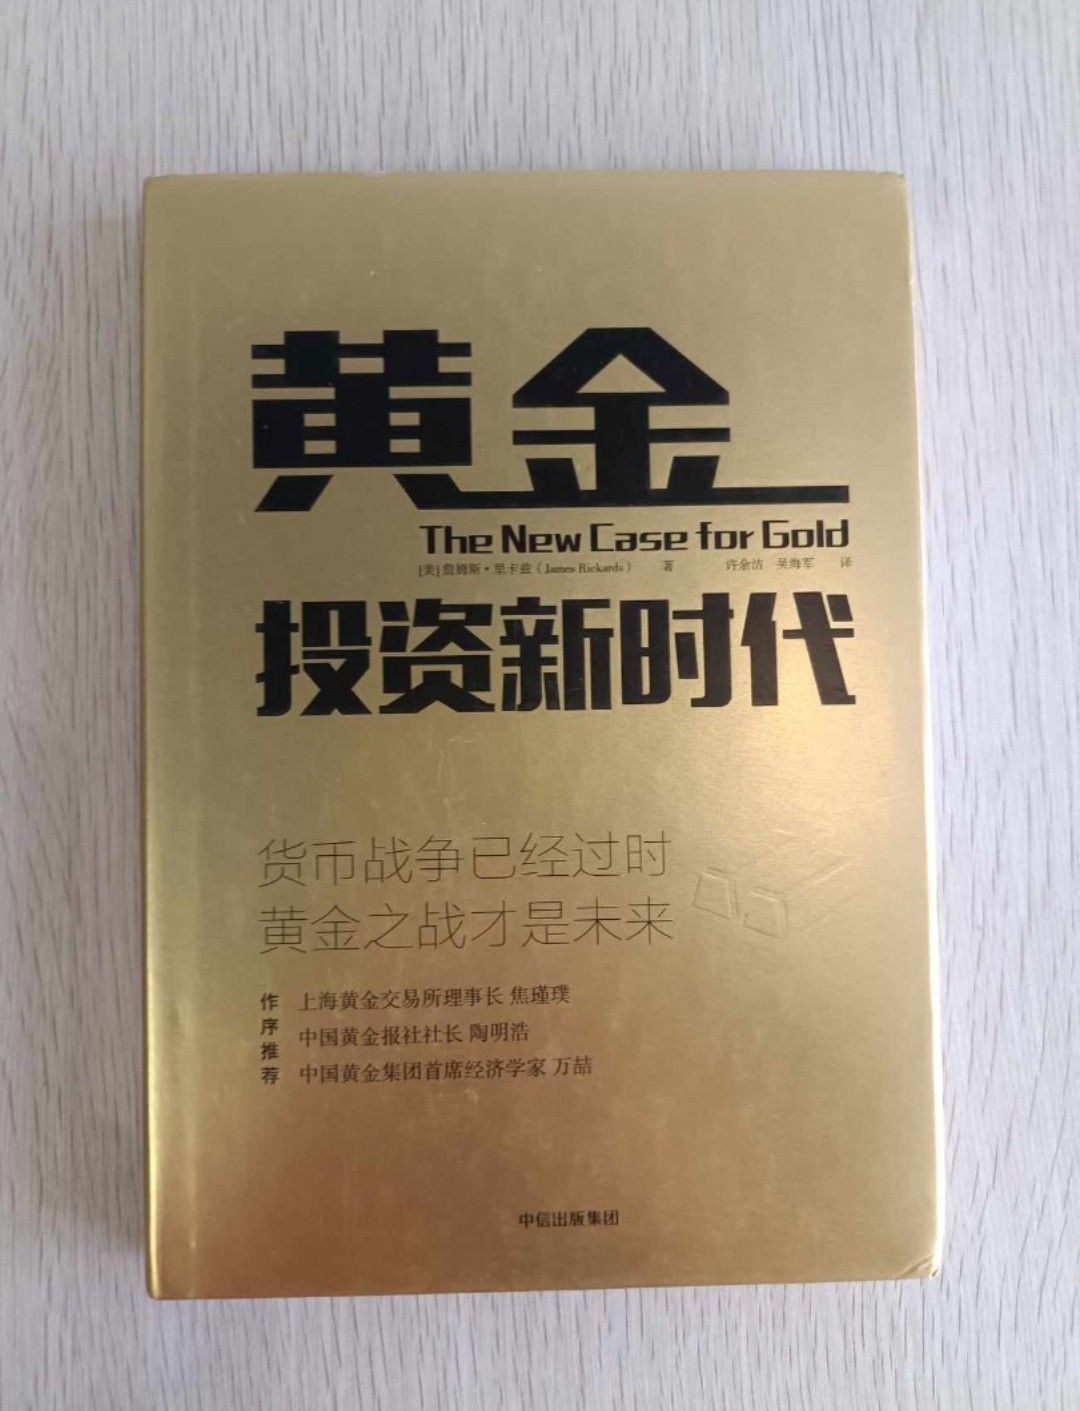 黄金
The New Case for Gold
[美] 詹姆斯·里卡兹（James Rickards） 著 许余洁 吴海军 译
投资新时代
货币战争已经过时
黄金之战才是未来
作序推荐
上海黄金交易所理事长 焦瑾璞
中国黄金报社社长 陶明浩
中国黄金集团首席经济学家 万喆
中信出版集团